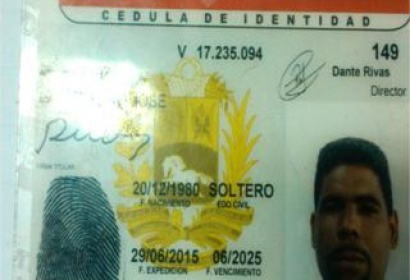 CEDULA DE IDENTIDAD
V 17.235.094 149
Dante Rivas
Director
JOSE
20/12/1980 SOLTERO
F. NACIMIENTO EDO CIVIL
29/06/2015 06/2025
F. EXPEDICION F. VENCIMIENTO